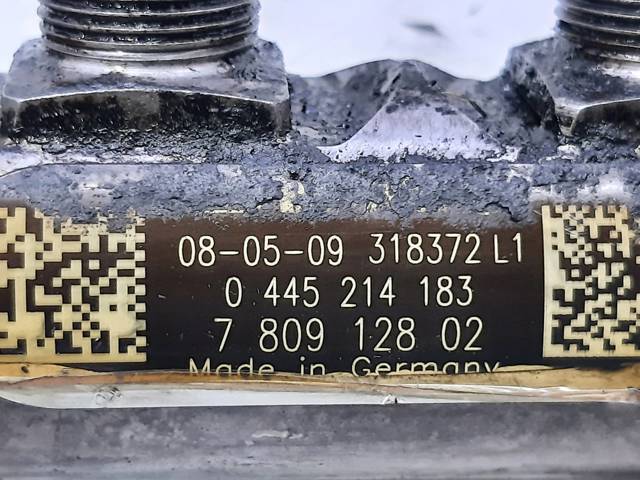 08-05-09 318372 L1
0 445 214 183
7 809 128 02
Made in Germany